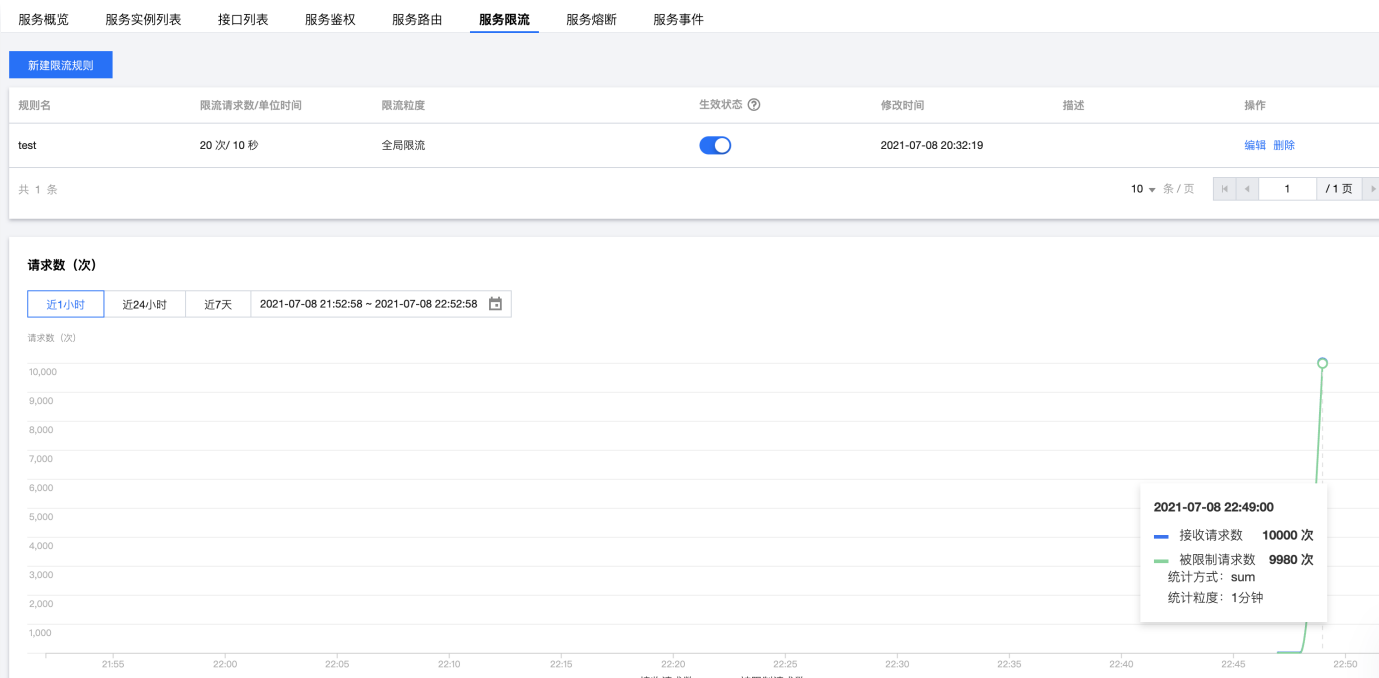 服务概览 服务实例列表 接口列表 服务鉴权 服务路由 服务限流 服务熔断 服务事件
新建限流规则
规则名 限流请求数/单位时间 限流粒度 生效状态 ? 修改时间 描述 操作
test 20 次/ 10 秒 全局限流 2021-07-08 20:32:19 编辑 删除
共 1 条 10 条 / 页 1 / 1 页
请求数（次）
近1小时 近24小时 近7天 2021-07-08 21:52:58 ~ 2021-07-08 22:52:58
请求数（次）
10,000
9,000
8,000
7,000
6,000
5,000
4,000
3,000
2,000
1,000
2021-07-08 22:49:00
接收请求数 10000 次
被限制请求数 9980 次
统计方式：sum
统计粒度：1分钟
21:55 22:00 22:05 22:10 22:15 22:20 22:25 22:30 22:35 22:40 22:45 22:50